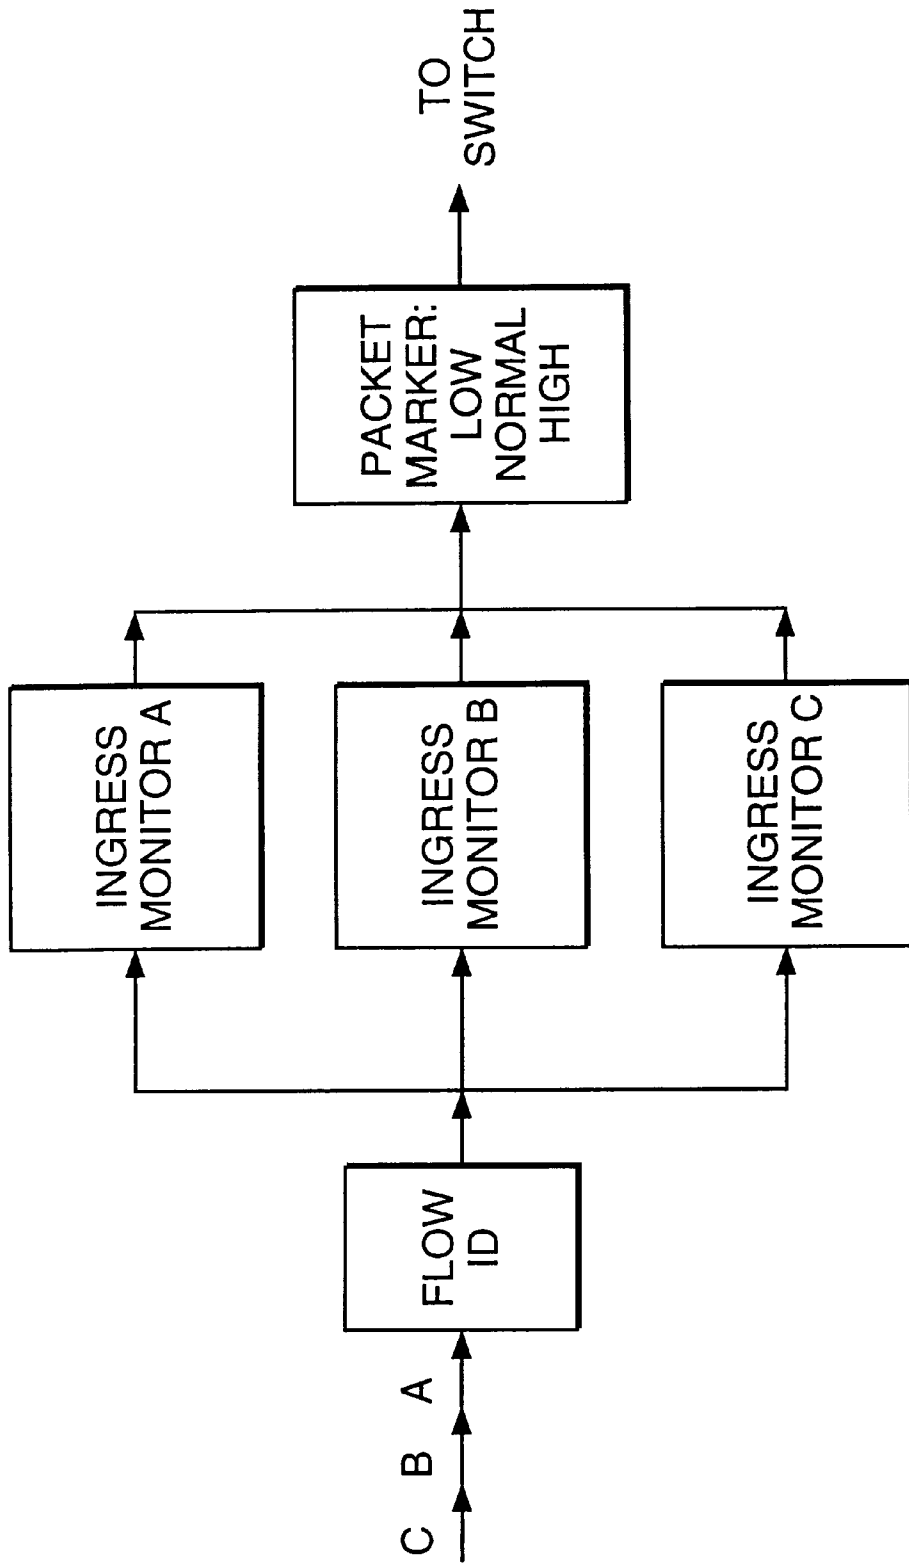 C B A
FLOW
ID
INGRESS
MONITOR A
INGRESS
MONITOR B
INGRESS
MONITOR C
PACKET
MARKER:
LOW
NORMAL
HIGH
TO
SWITCH